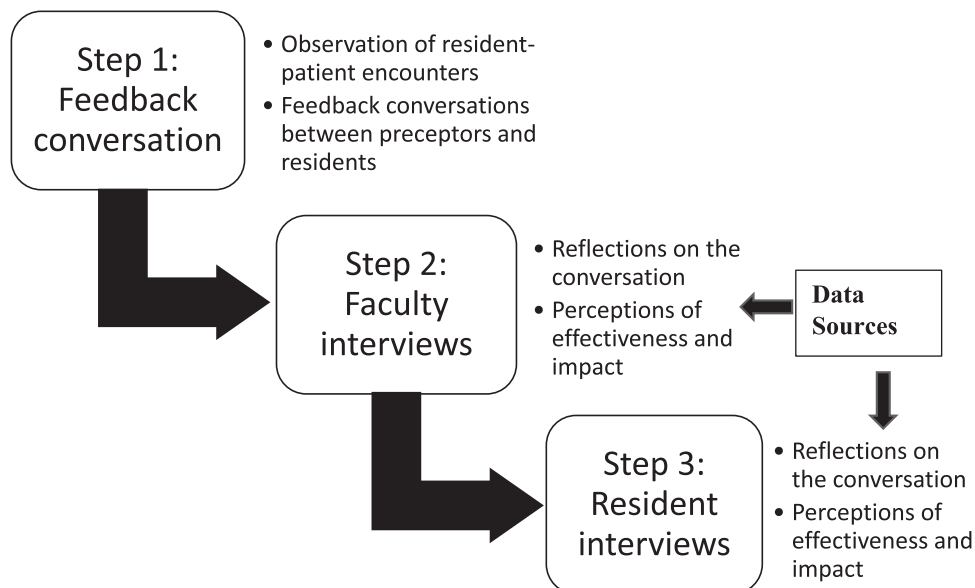 Step 1:
Feedback
conversation
• Observation of resident-
patient encounters
• Feedback conversations
between preceptors and
residents
Step 2:
Faculty
interviews
• Reflections on the
conversation
• Perceptions of
effectiveness and
impact
Data
Sources
Step 3:
Resident
interviews
• Reflections on
the conversation
• Perceptions of
effectiveness and
impact